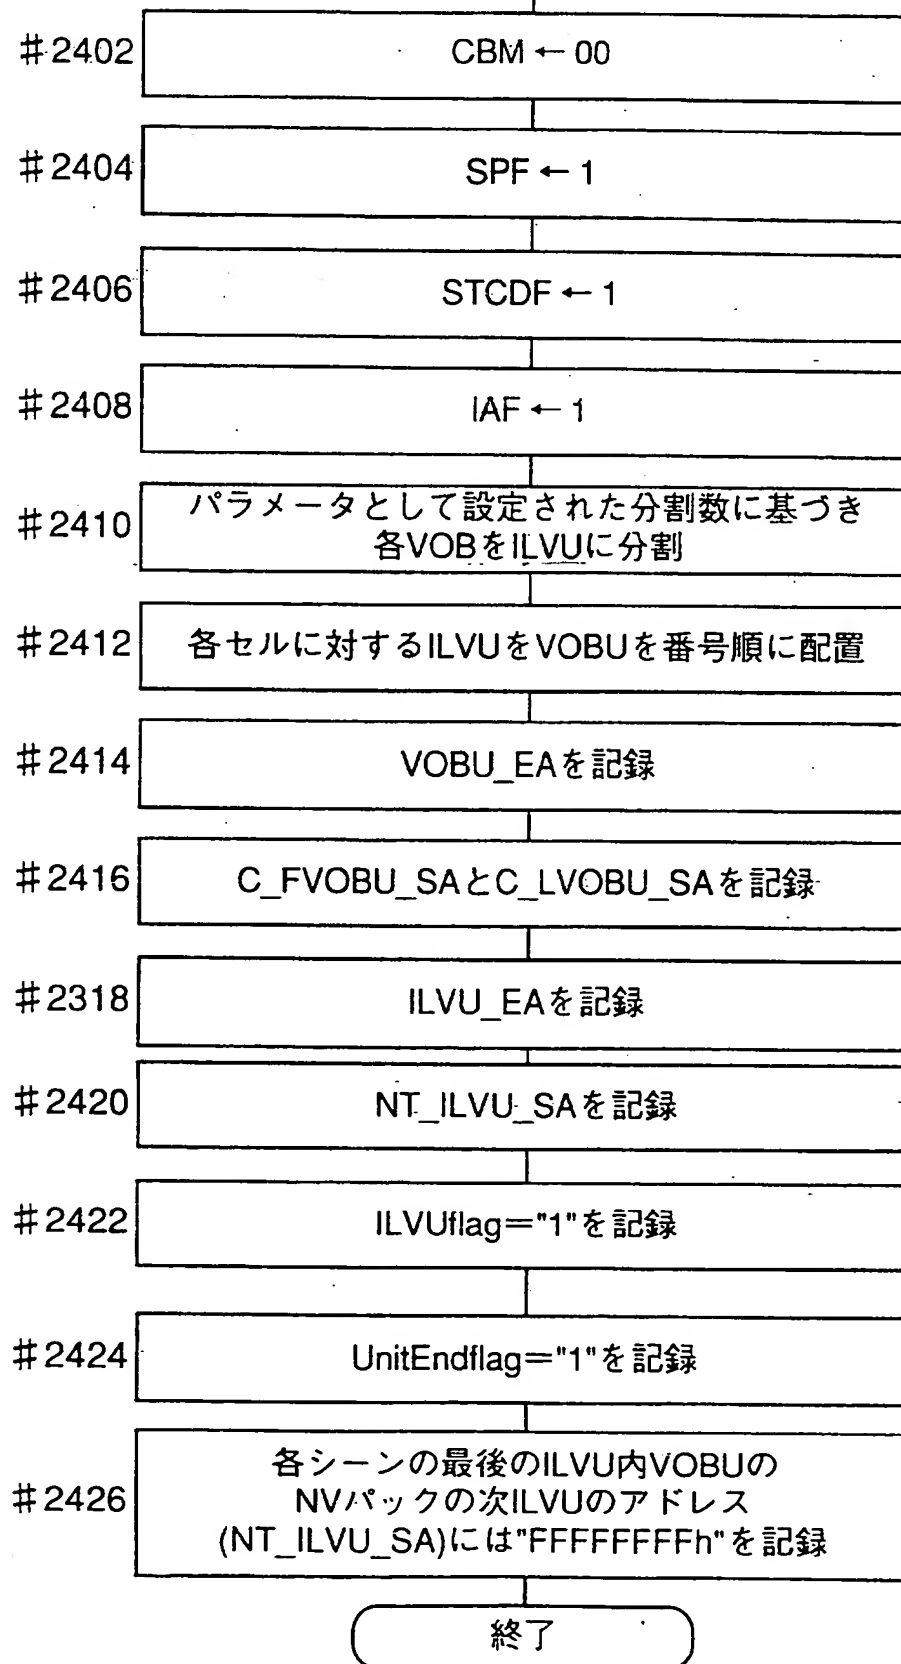 #2402 CBM ← 00
#2404 SPF ← 1
#2406 STCDF ← 1
#2408 IAF ← 1
#2410 パラメータとして設定された分割数に基づき
各VOBをILVUに分割
#2412 各セルに対するILVUをVOBUを番号順に配置
#2414 VOBU_EAを記録
#2416 C_FVOBU_SAとC_LVOBU_SAを記録
#2318 ILVU_EAを記録
#2420 NT_ILVU_SAを記録
#2422 ILVUflag="1"を記録
#2424 UnitEndflag="1"を記録
#2426 各シーンの最後のILVU内VOBUの
NVパックの次ILVUのアドレス
(NT_ILVU_SA)には"FFFFFFFFh"を記録
終了